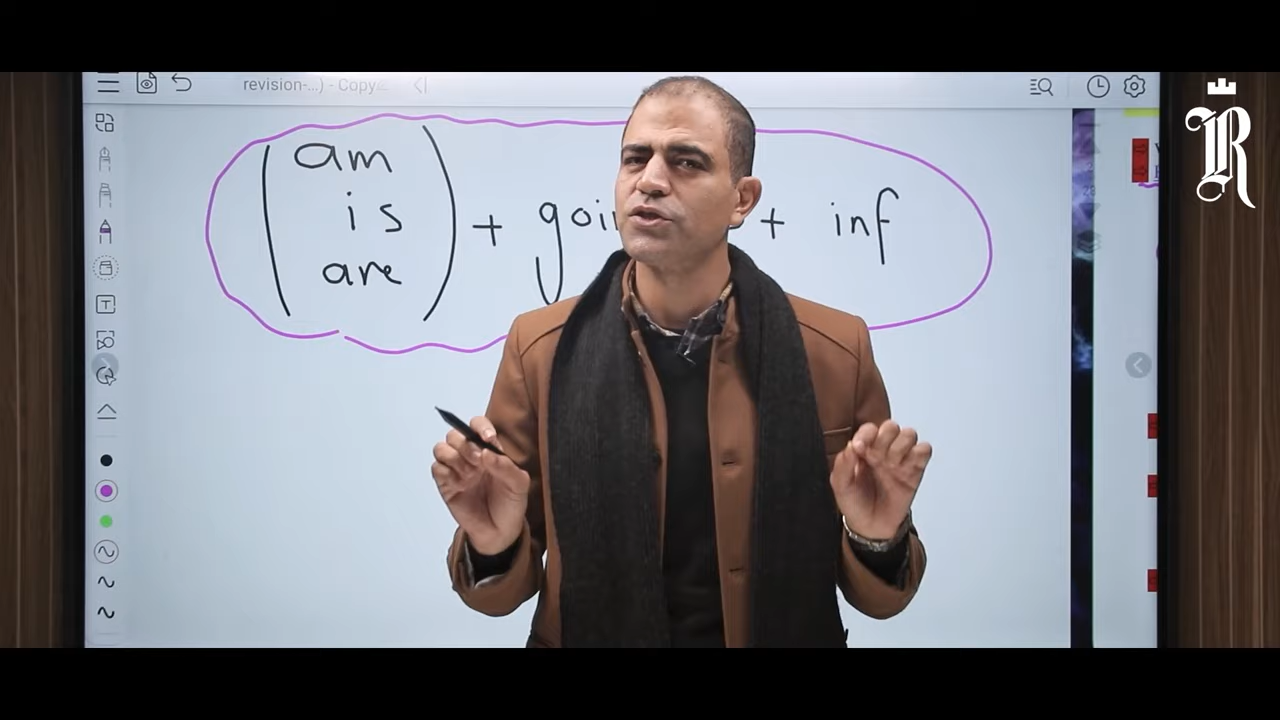 revision-...) - Copy
am
is
are
+ goi
+ inf
R
T